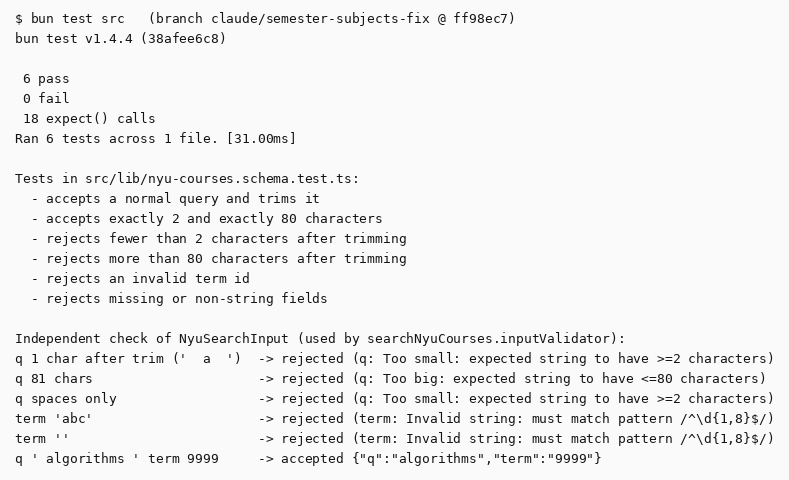 $ bun test src   (branch claude/semester-subjects-fix @ ff98ec7)
bun test v1.4.4 (38afee6c8)

 6 pass
 0 fail
 18 expect() calls
Ran 6 tests across 1 file. [31.00ms]

Tests in src/lib/nyu-courses.schema.test.ts:
  - accepts a normal query and trims it
  - accepts exactly 2 and exactly 80 characters
  - rejects fewer than 2 characters after trimming
  - rejects more than 80 characters after trimming
  - rejects an invalid term id
  - rejects missing or non-string fields

Independent check of NyuSearchInput (used by searchNyuCourses.inputValidator):
q 1 char after trim ('  a  ')  -> rejected (q: Too small: expected string to have >=2 characters)
q 81 chars                     -> rejected (q: Too big: expected string to have <=80 characters)
q spaces only                  -> rejected (q: Too small: expected string to have >=2 characters)
term 'abc'                     -> rejected (term: Invalid string: must match pattern /^\d{1,8}$/)
term ''                        -> rejected (term: Invalid string: must match pattern /^\d{1,8}$/)
q ' algorithms ' term 9999     -> accepted {"q":"algorithms","term":"9999"}